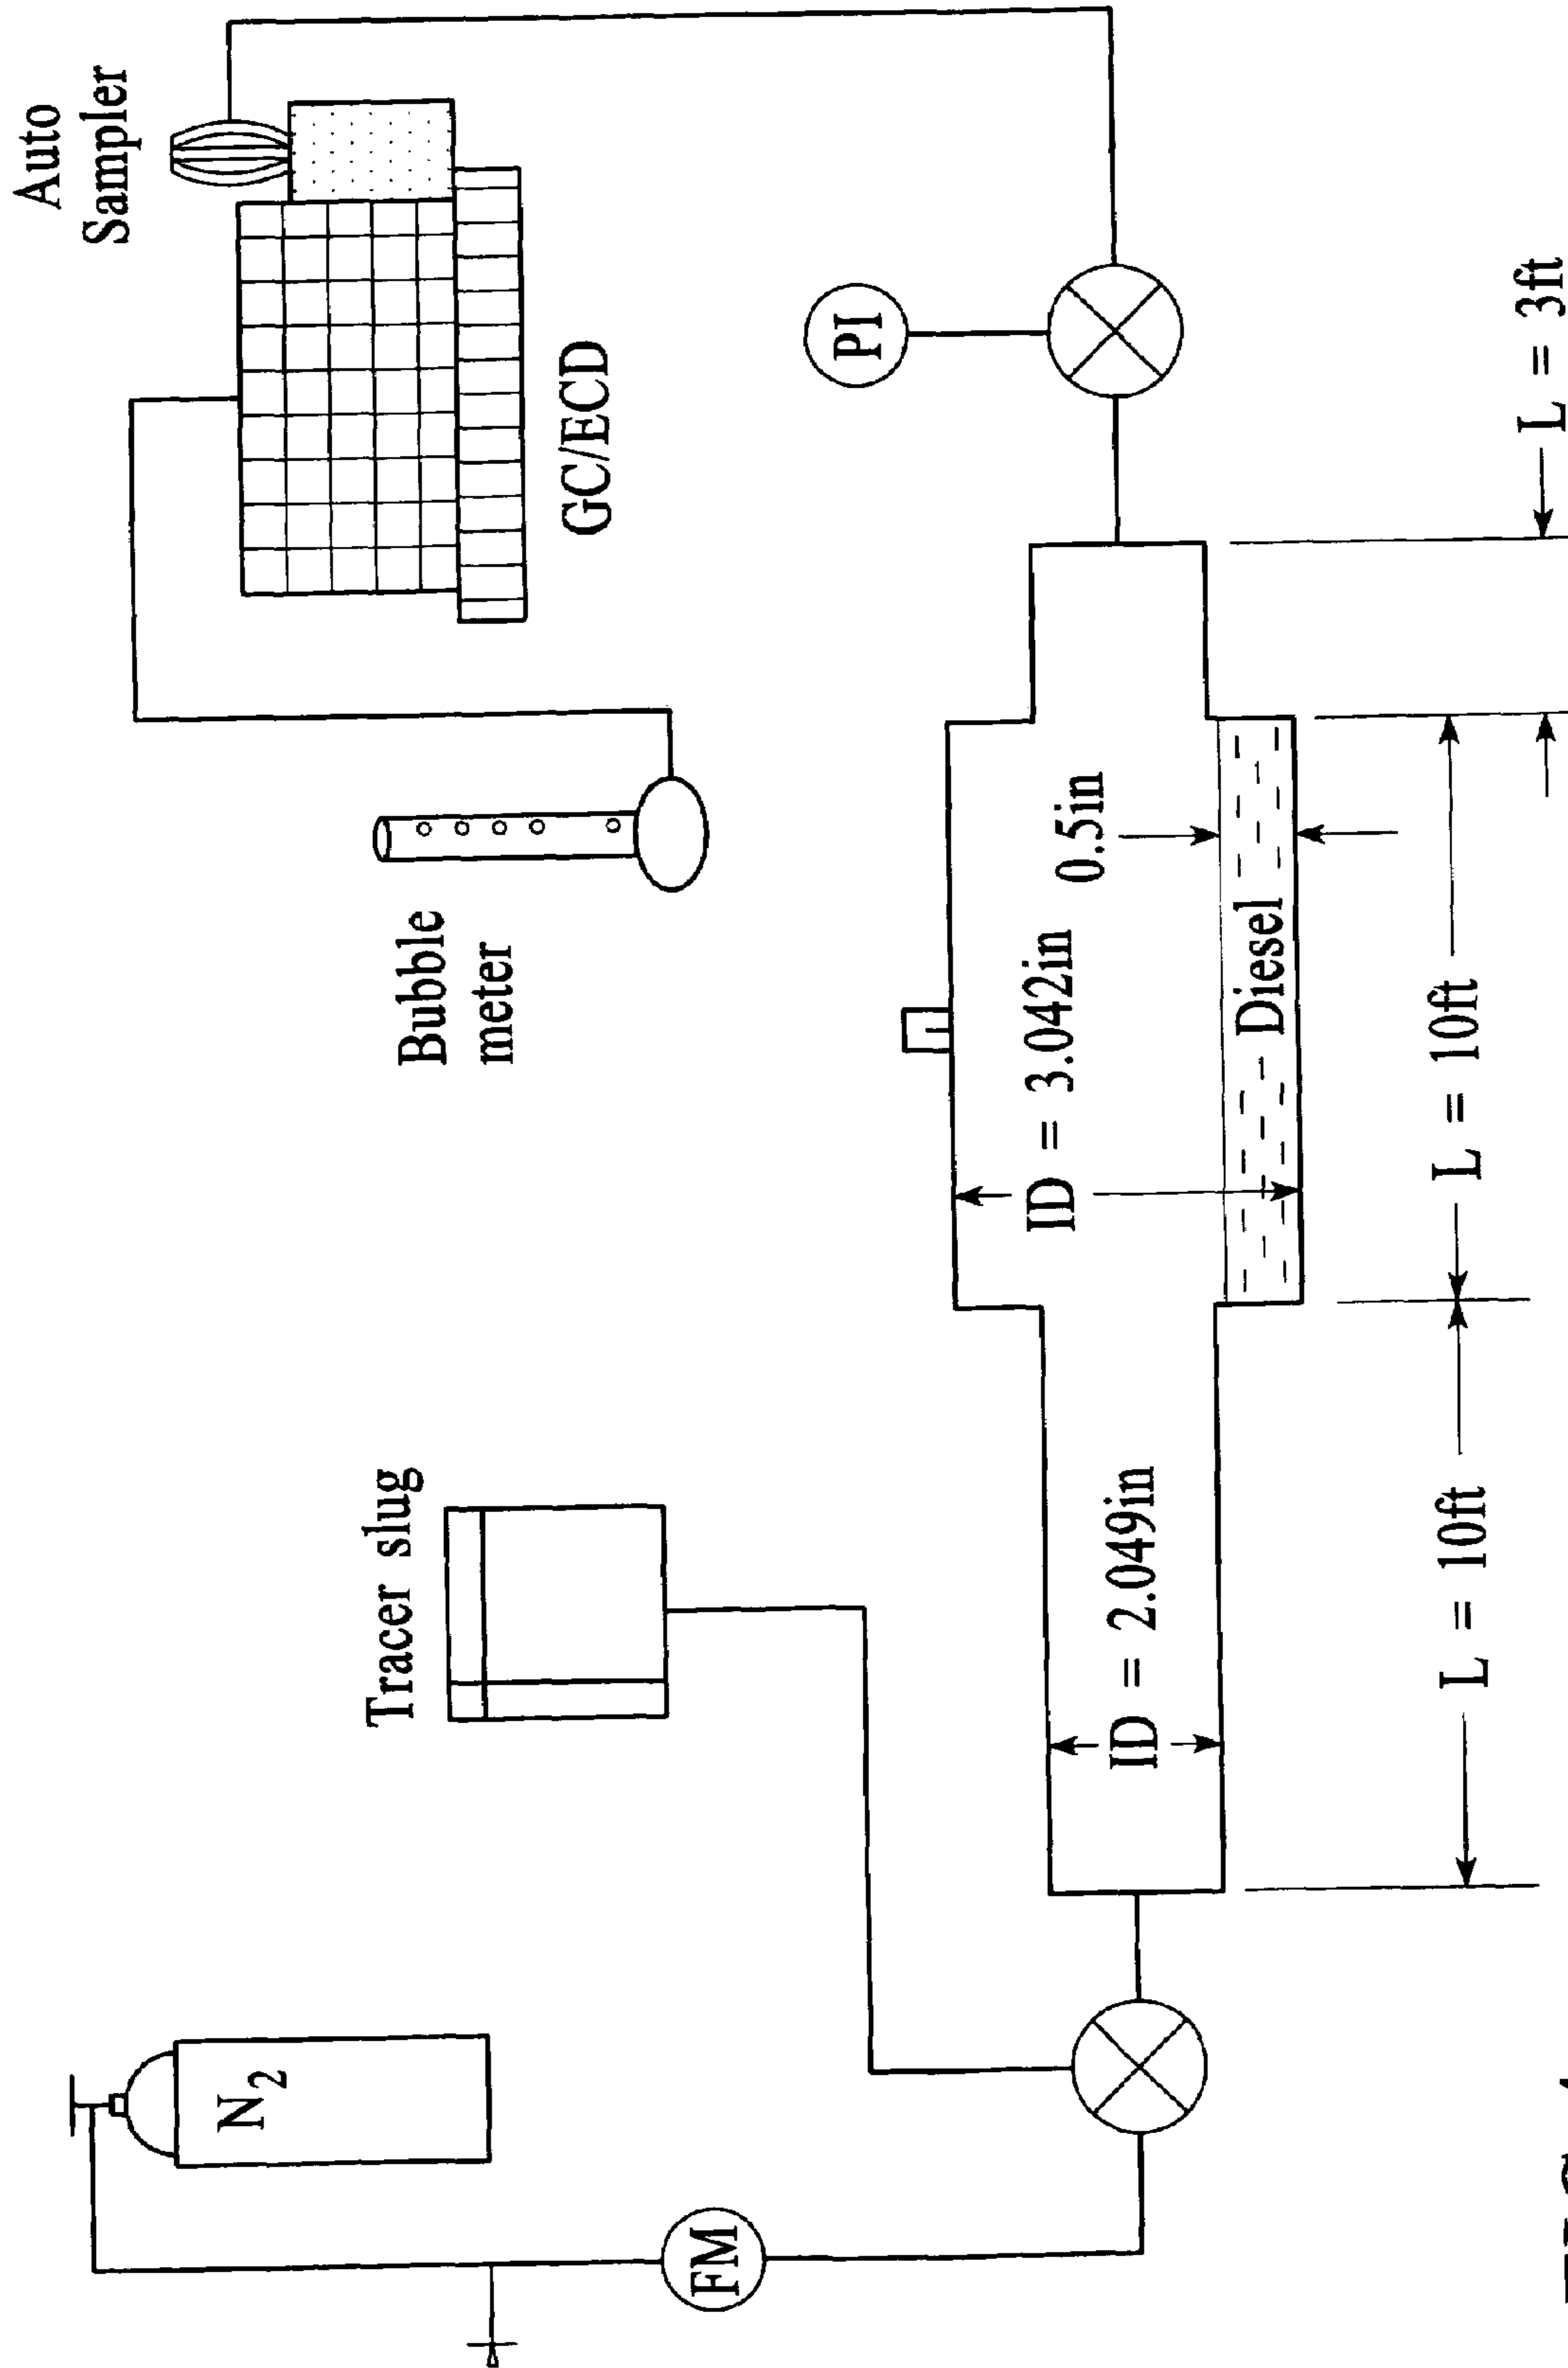 Auto
Sampler
GC/ECD
PI
Bubble
meter
Tracer slug
N2
FM
ID = 2.049in
ID = 3.042in
0.5in
Diesel
L = 10ft
L = 10ft
L = 3ft